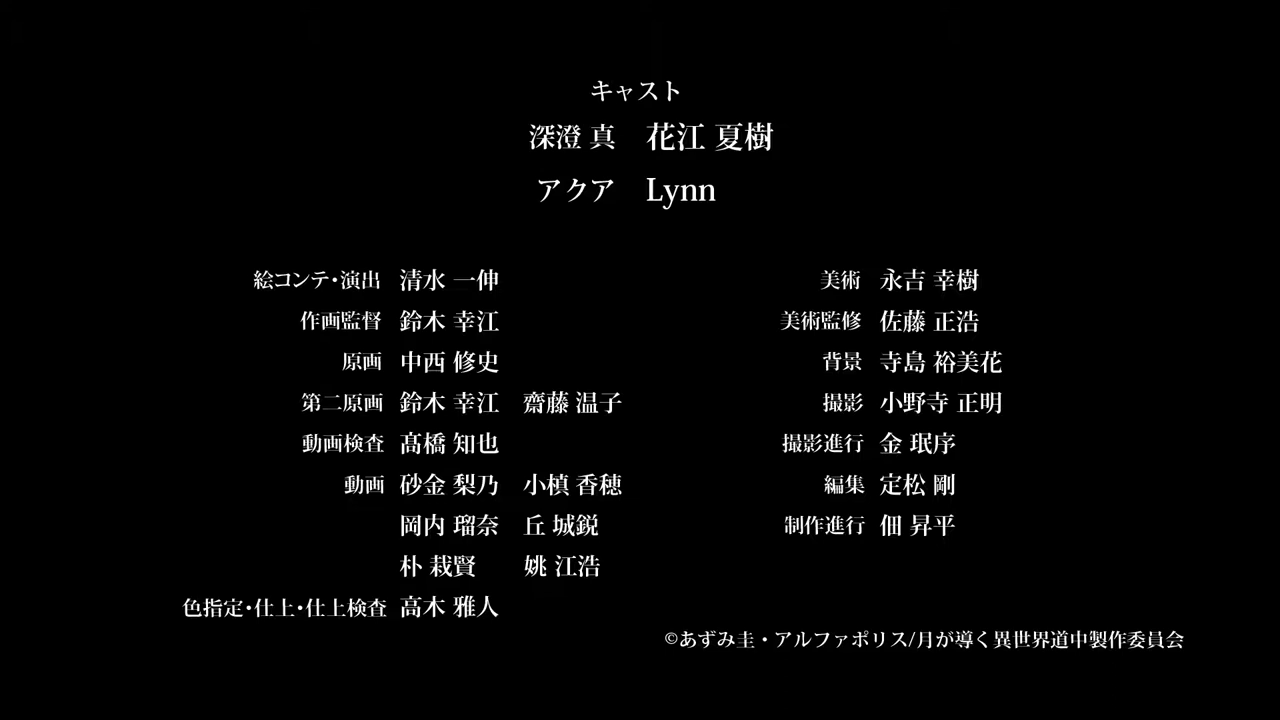 キャスト
深澄 真　花江 夏樹
アクア　Lynn
絵コンテ・演出　清水 一伸
作画監督　鈴木 幸江
原画　中西 修史
第二原画　鈴木 幸江　齋藤 温子
動画検査　髙橋 知也
動画　砂金 梨乃　小槙 香穂
岡内 瑠奈　丘 城鋭
朴 栽賢　姚 江浩
色指定・仕上・仕上検査　高木 雅人
美術　永吉 幸樹
美術監修　佐藤 正浩
背景　寺島 裕美花
撮影　小野寺 正明
撮影進行　金 珉序
編集　定松 剛
制作進行　佃 昇平
©あずみ圭・アルファポリス/月が導く異世界道中製作委員会